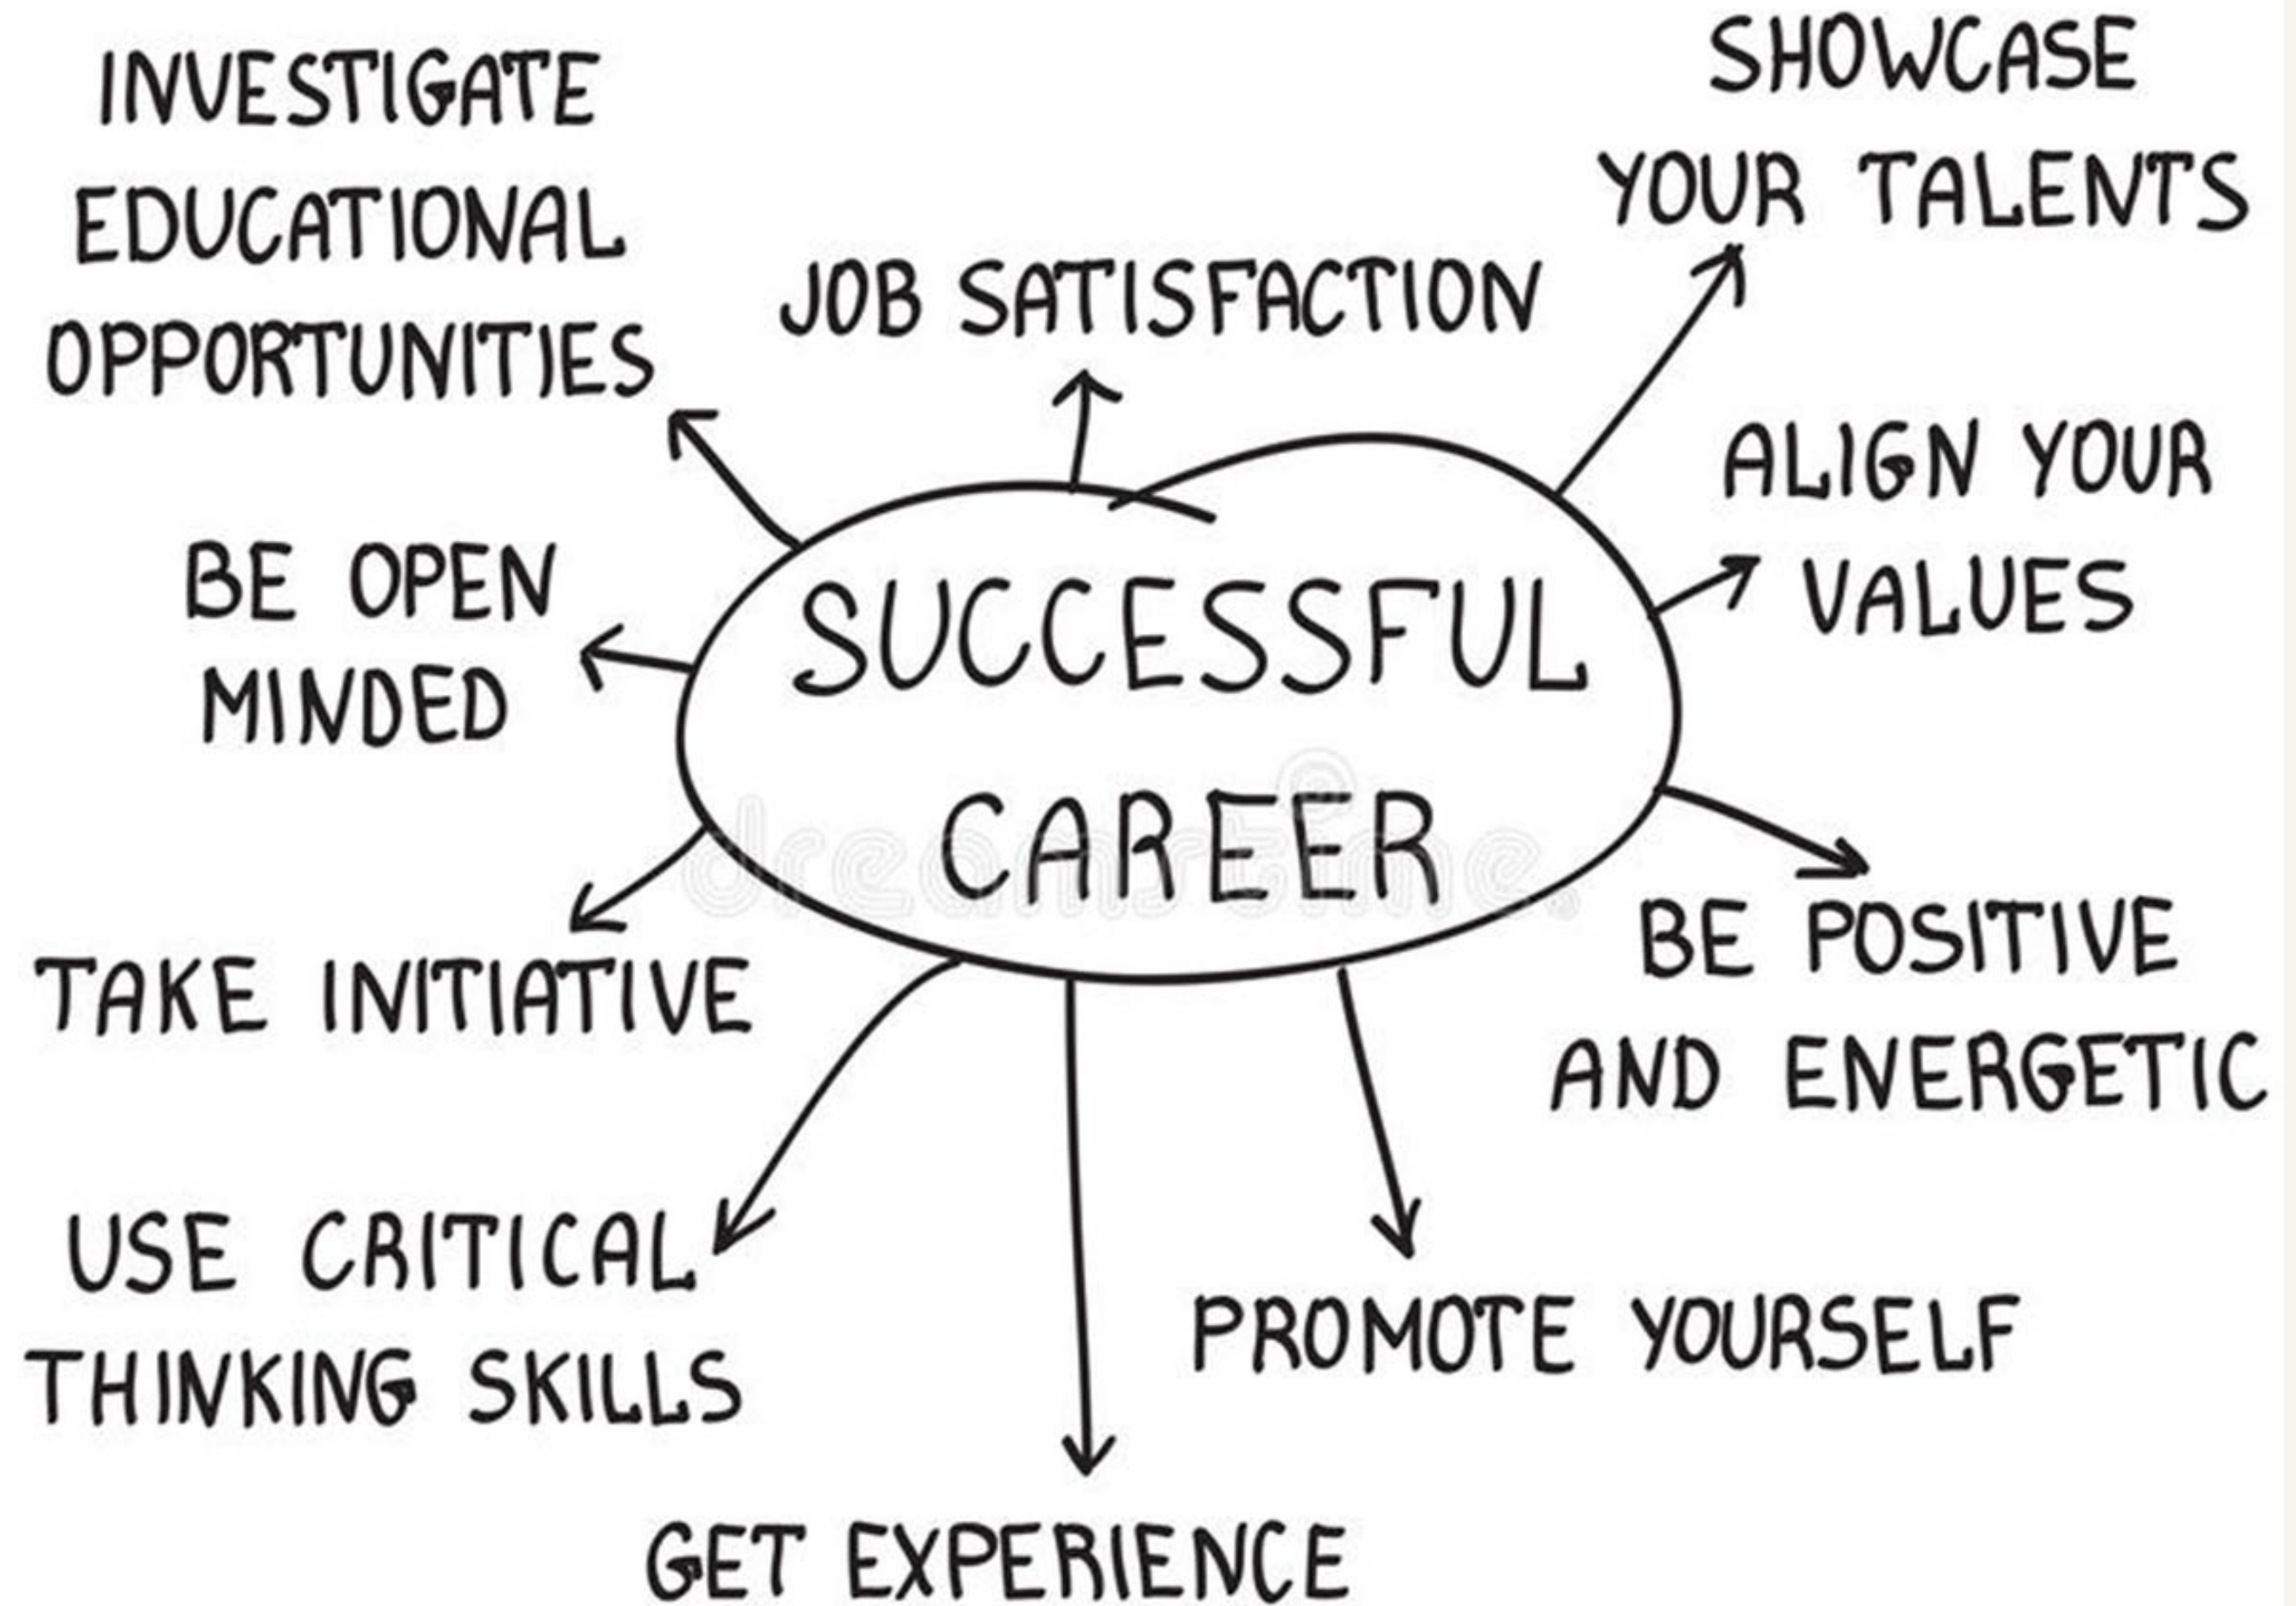 INVESTIGATE
EDUCATIONAL
OPPORTUNITIES
JOB SATISFACTION
SHOWCASE
YOUR TALENTS
ALIGN YOUR
VALUES
BE OPEN
MINDED
SUCCESSFUL
CAREER
dreamstime
BE POSITIVE
AND ENERGETIC
TAKE INITIATIVE
USE CRITICAL
THINKING SKILLS
PROMOTE YOURSELF
GET EXPERIENCE